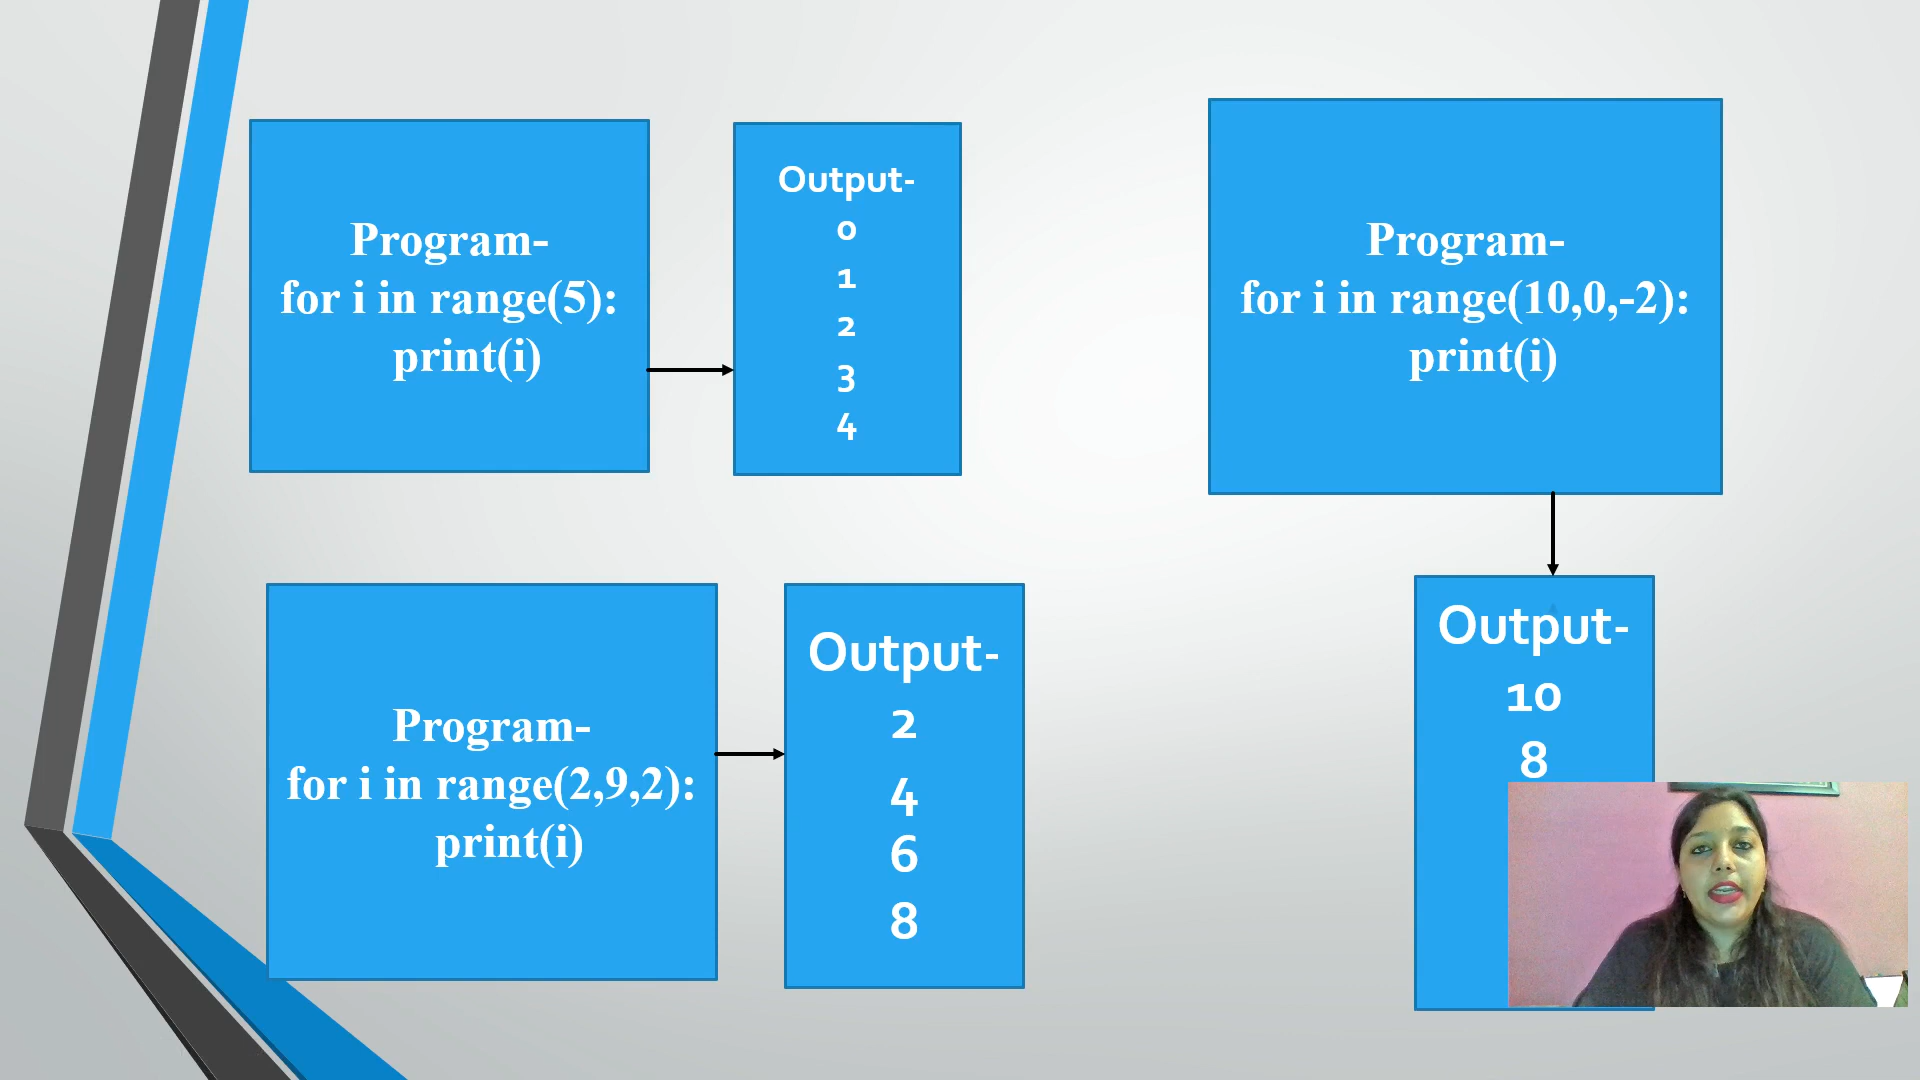 Program-
for i in range(5):
print(i)
Output-
0
1
2
3
4
Program-
for i in range(10,0,-2):
print(i)
Output-
10
8
Program-
for i in range(2,9,2):
print(i)
Output-
2
4
6
8